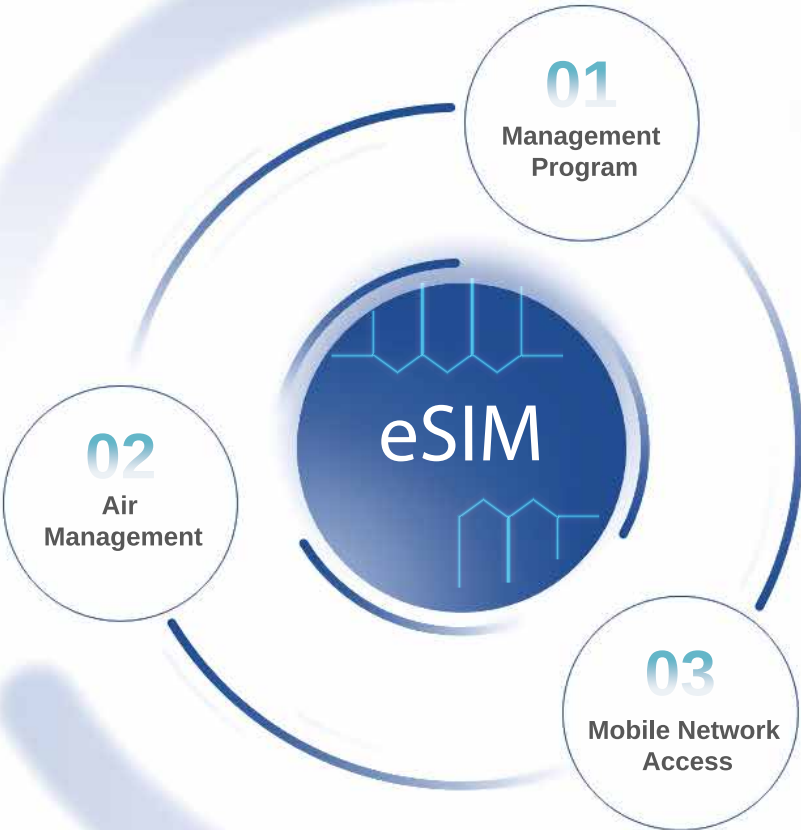 01
Management
Program
eSIM
02
Air
Management
03
Mobile Network
Access